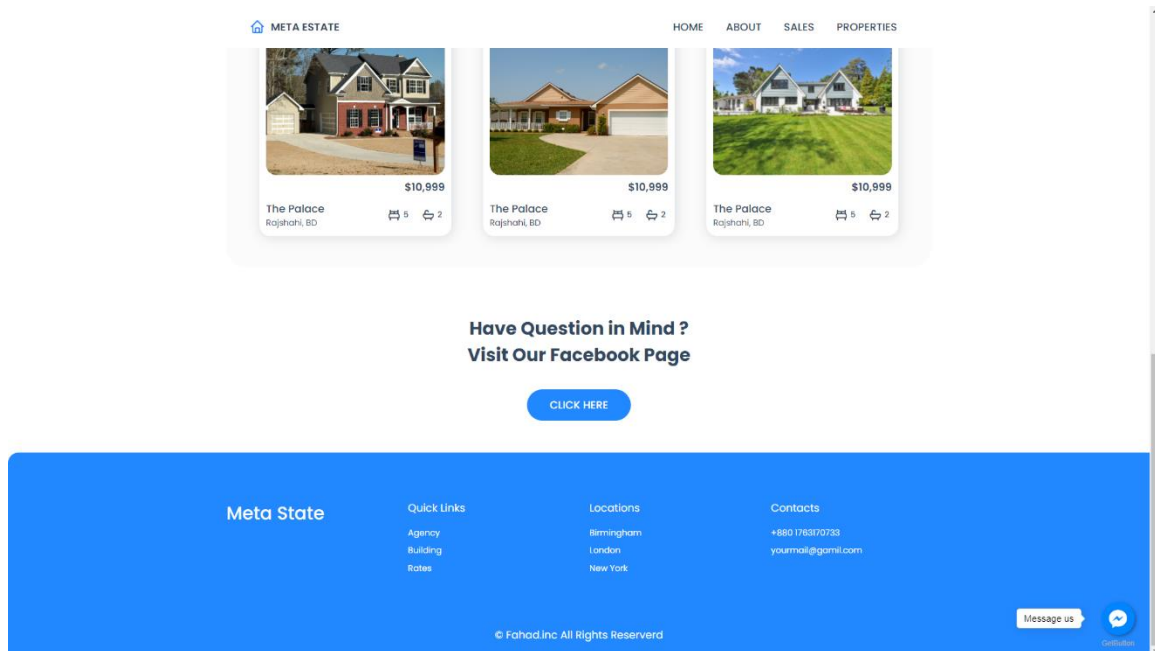 META ESTATE
HOME ABOUT SALES PROPERTIES
$10,999 $10,999 $10,999
The Palace 5 2 The Palace 5 2 The Palace 5 2
Rajshahi, BD Rajshahi, BD Rajshahi, BD
Have Question in Mind ?
Visit Our Facebook Page
CLICK HERE
Meta State
Quick Links
Agency
Building
Rates
Locations
Birmingham
London
New York
Contacts
+880 1763170733
yourmail@gamil.com
© Fahad.inc All Rights Reserverd
Message us
GetButton